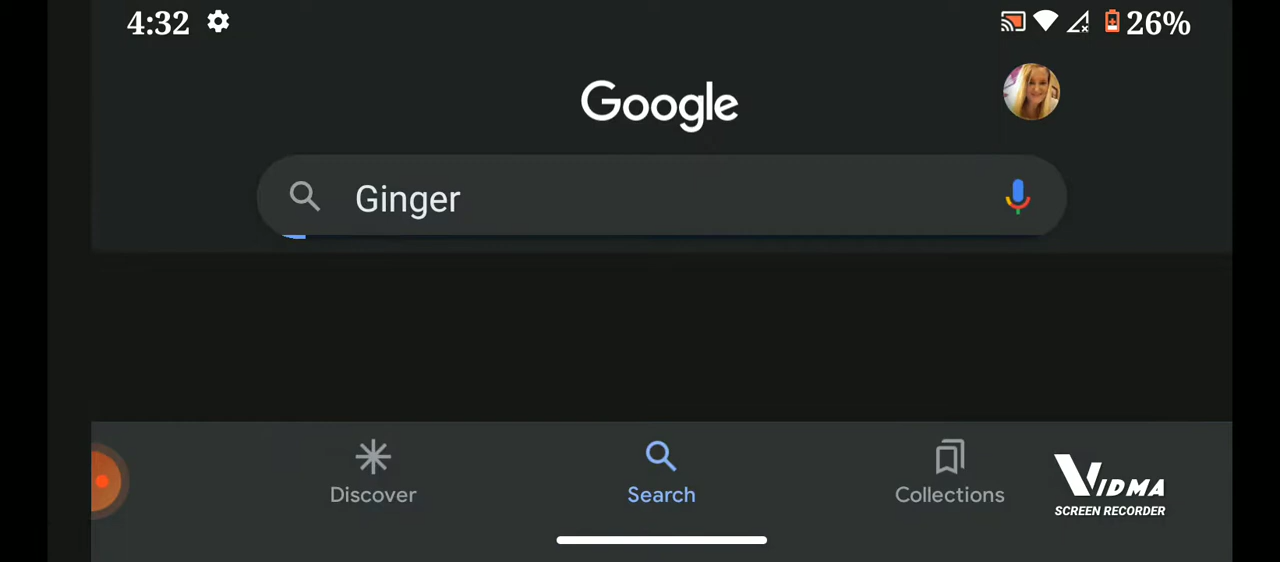 4:32 26%
Google
Ginger
Discover Search Collections
VIDMA
SCREEN RECORDER